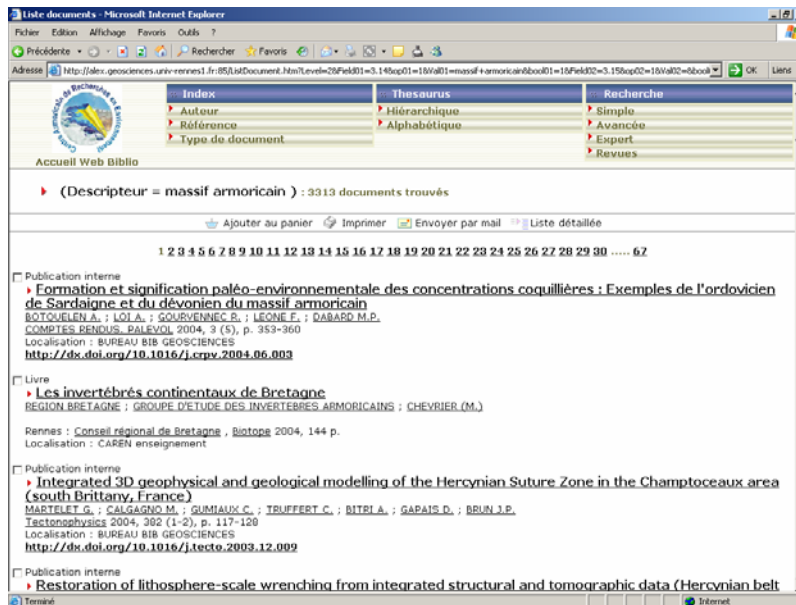 Liste documents - Microsoft Internet Explorer
Fichier Edition Affichage Favoris Outils ?
Précédente Rechercher Favoris
Adresse http://alex.geosciences.univ-rennes1.fr:85/ListDocument.htm?Level=2&Field01=3.14&op01=1&Val01=massif+armoricain&bool01=1&Field02=3.15&op02=1&Val02=&bool OK Liens
Index Thesaurus Recherche
Auteur Hiérarchique Simple
Référence Alphabétique Avancée
Type de document Expert
Revues
Accueil Web Biblio
(Descripteur = massif armoricain ) : 3313 documents trouvés
Ajouter au panier Imprimer Envoyer par mail Liste détaillée
1 2 3 4 5 6 7 8 9 10 11 12 13 14 15 16 17 18 19 20 21 22 23 24 25 26 27 28 29 30 ..... 67
Publication interne
Formation et signification paléo-environnementale des concentrations coquillières : Exemples de l'ordovicien
de Sardaigne et du dévonien du massif armoricain
BOTQUELEN A. ; LOI A. ; GOURVENNEC R. ; LEONE F. ; DABARD M.P.
COMPTES RENDUS. PALEVOL 2004, 3 (5), p. 353-360
Localisation : BUREAU BIB GEOSCIENCES
http://dx.doi.org/10.1016/j.crpv.2004.06.003
Livre
Les invertébrés continentaux de Bretagne
REGION BRETAGNE ; GROUPE D'ETUDE DES INVERTEBRES ARMORICAINS ; CHEVRIER (M.)
Rennes : Conseil régional de Bretagne , Biotope 2004, 144 p.
Localisation : CAREN enseignement
Publication interne
Integrated 3D geophysical and geological modelling of the Hercynian Suture Zone in the Champtoceaux area
(south Brittany, France)
MARTELET G. ; CALCAGNO M. ; GUMIAUX C. ; TRUFFERT C. ; BITRI A. ; GAPAIS D. ; BRUN J.P.
Tectonophysics 2004, 382 (1-2), p. 117-128
Localisation : BUREAU BIB GEOSCIENCES
http://dx.doi.org/10.1016/j.tecto.2003.12.009
Publication interne
Restoration of lithosphere-scale wrenching from integrated structural and tomographic data (Hercynian belt
Terminé Internet